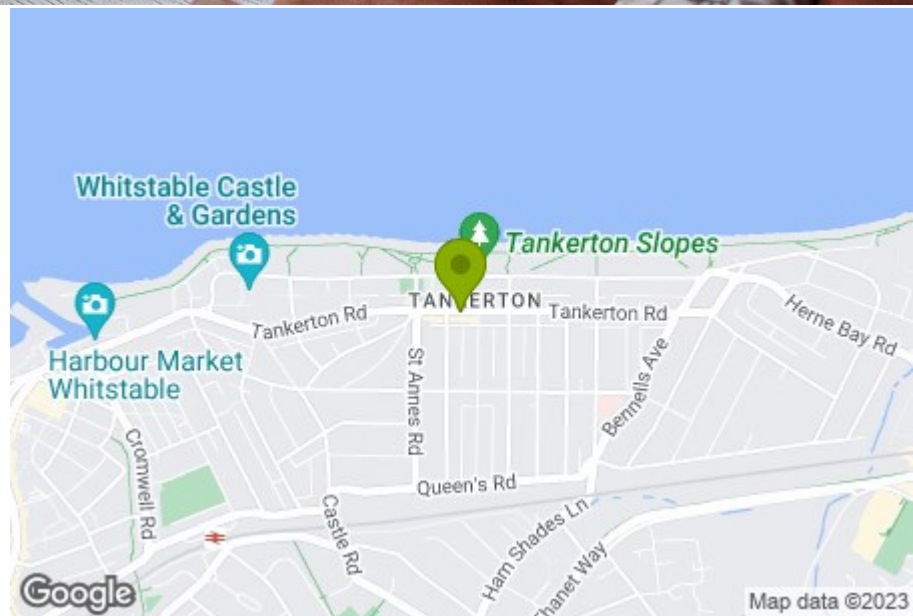 Whitstable Castle
& Gardens
Tankerton Slopes
TANKERTON
Tankerton Rd
Tankerton Rd
Herne Bay Rd
Harbour Market
Whitstable
St Annes Rd
Bennells Ave
Cromwell Rd
Queen's Rd
Castle Rd
Ham Shades Ln
Thanet Way
Google
Map data ©2023